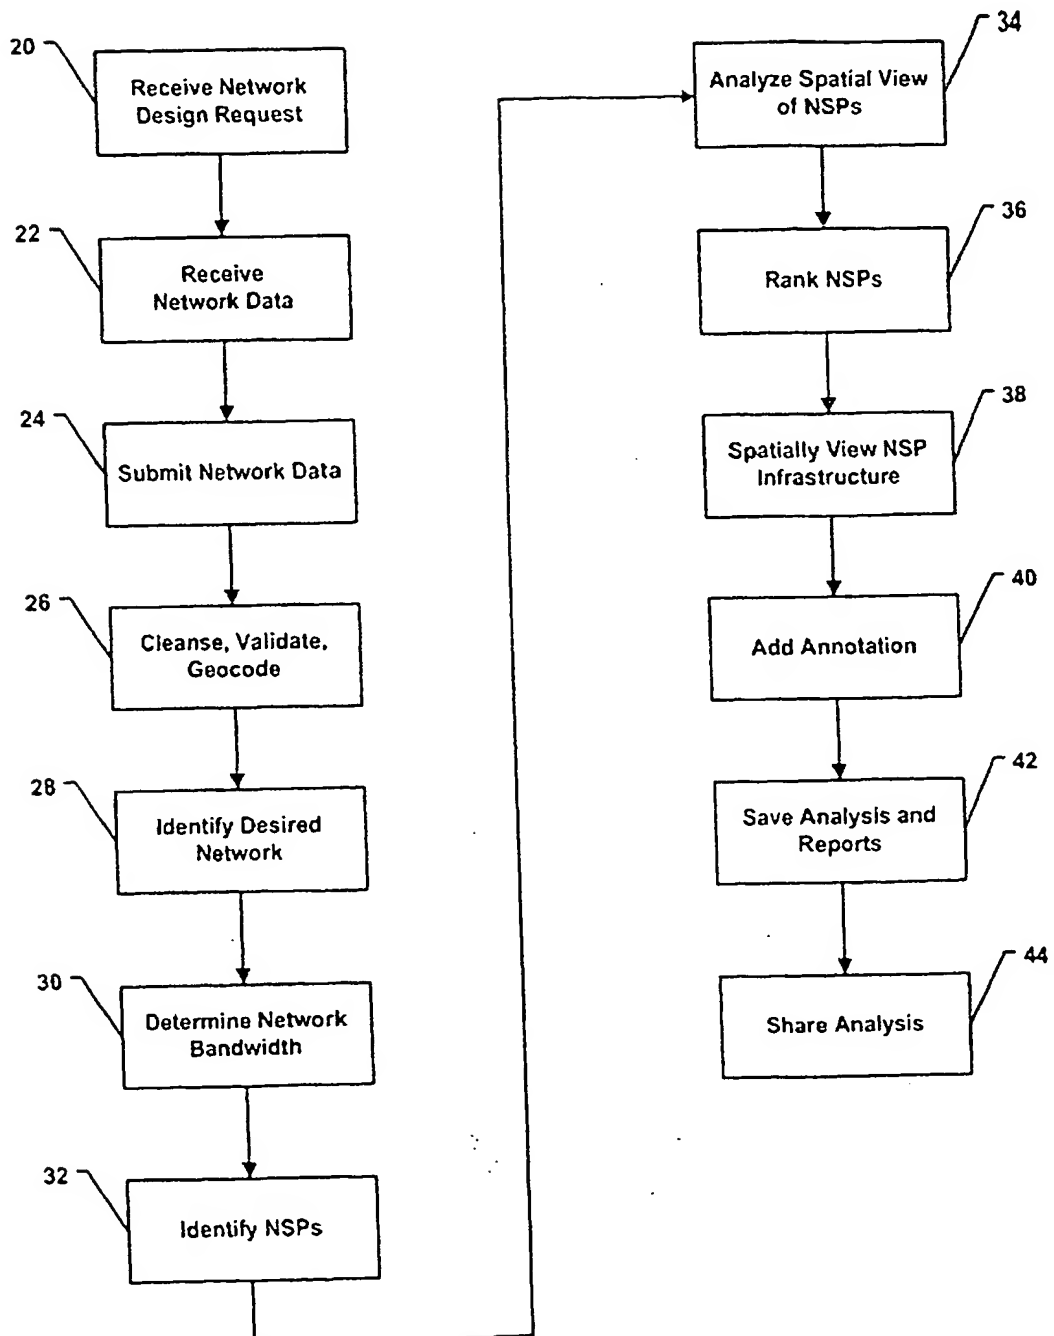 20
Receive Network
Design Request
22
Receive
Network Data
24
Submit Network Data
26
Cleanse, Validate,
Geocode
28
Identify Desired
Network
30
Determine Network
Bandwidth
32
Identify NSPs
34
Analyze Spatial View
of NSPs
36
Rank NSPs
38
Spatially View NSP
Infrastructure
40
Add Annotation
42
Save Analysis and
Reports
44
Share Analysis